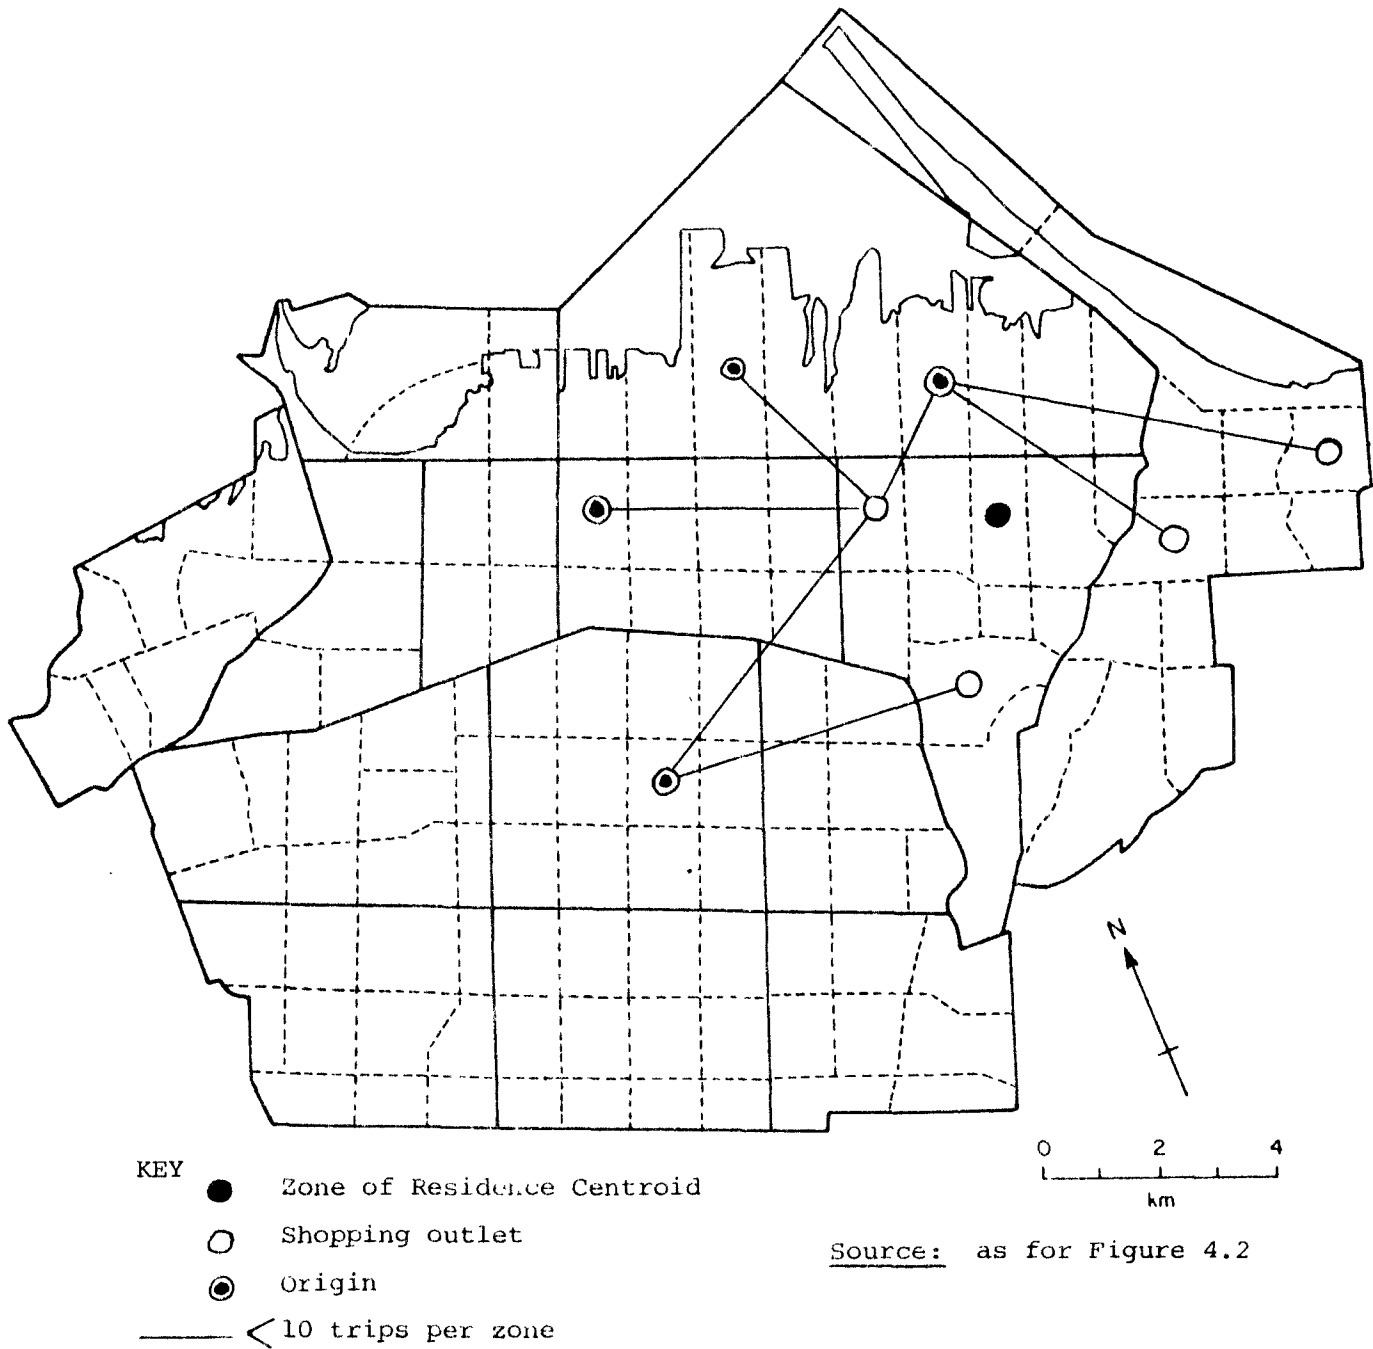 N
0 2 4
km
KEY
Zone of Residence Centroid
Shopping outlet
Origin
< 10 trips per zone
Source: as for Figure 4.2